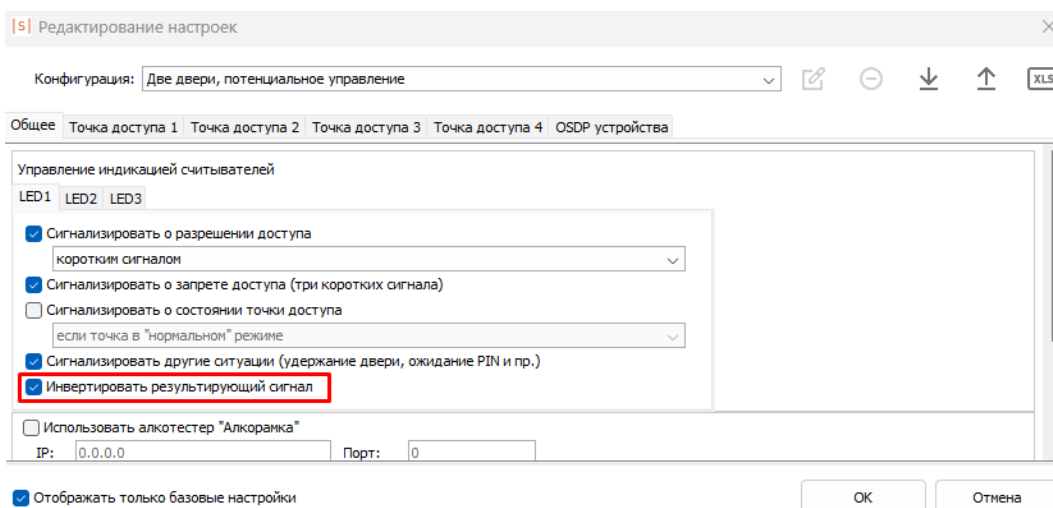 |S| Редактирование настроек
Конфигурация: Две двери, потенциальное управление XLS
Общее Точка доступа 1 Точка доступа 2 Точка доступа 3 Точка доступа 4 OSDP устройства
Управление индикацией считывателей
LED1 LED2 LED3
Сигнализировать о разрешении доступа
коротким сигналом
Сигнализировать о запрете доступа (три коротких сигнала)
Сигнализировать о состоянии точки доступа
если точка в "нормальном" режиме
Сигнализировать другие ситуации (удержание двери, ожидание PIN и пр.)
Инвертировать результирующий сигнал
Использовать алкотестер "Алкорамка"
IP: 0.0.0.0 Порт: 0
Отображать только базовые настройки OK Отмена